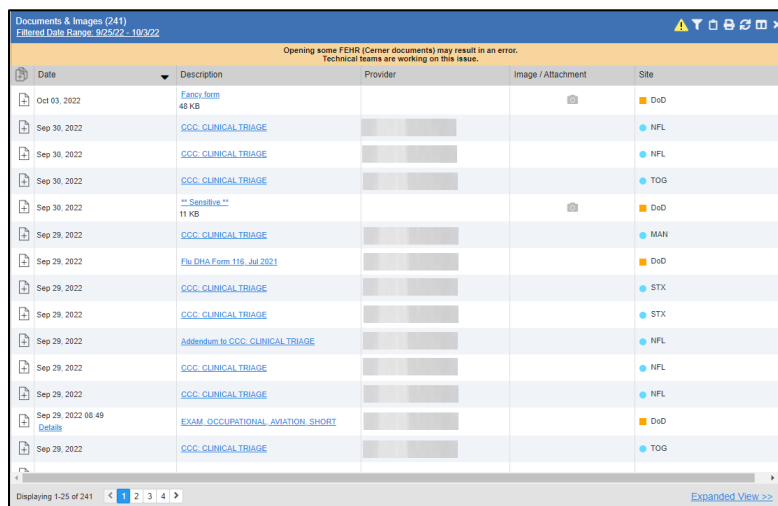 Documents & Images (241)
Filtered Date Range: 9/25/22 - 10/3/22
Opening some FEHR (Cerner documents) may result in an error.
Technical teams are working on this issue.
Date Description Provider Image / Attachment Site
Oct 03, 2022 Fancy form DoD
48 KB
Sep 30, 2022 CCC: CLINICAL TRIAGE NFL
Sep 30, 2022 CCC: CLINICAL TRIAGE NFL
Sep 30, 2022 CCC: CLINICAL TRIAGE TOG
Sep 30, 2022 ** Sensitive ** DoD
11 KB
Sep 29, 2022 CCC: CLINICAL TRIAGE MAN
Sep 29, 2022 Flu DHA Form 116, Jul 2021 DoD
Sep 29, 2022 CCC: CLINICAL TRIAGE STX
Sep 29, 2022 CCC: CLINICAL TRIAGE STX
Sep 29, 2022 Addendum to CCC: CLINICAL TRIAGE NFL
Sep 29, 2022 CCC: CLINICAL TRIAGE NFL
Sep 29, 2022 CCC: CLINICAL TRIAGE NFL
Sep 29, 2022 08:49 EXAM, OCCUPATIONAL, AVIATION, SHORT DoD
Details
Sep 29, 2022 CCC: CLINICAL TRIAGE TOG
Displaying 1-25 of 241 < 1 2 3 4 > Expanded View >>